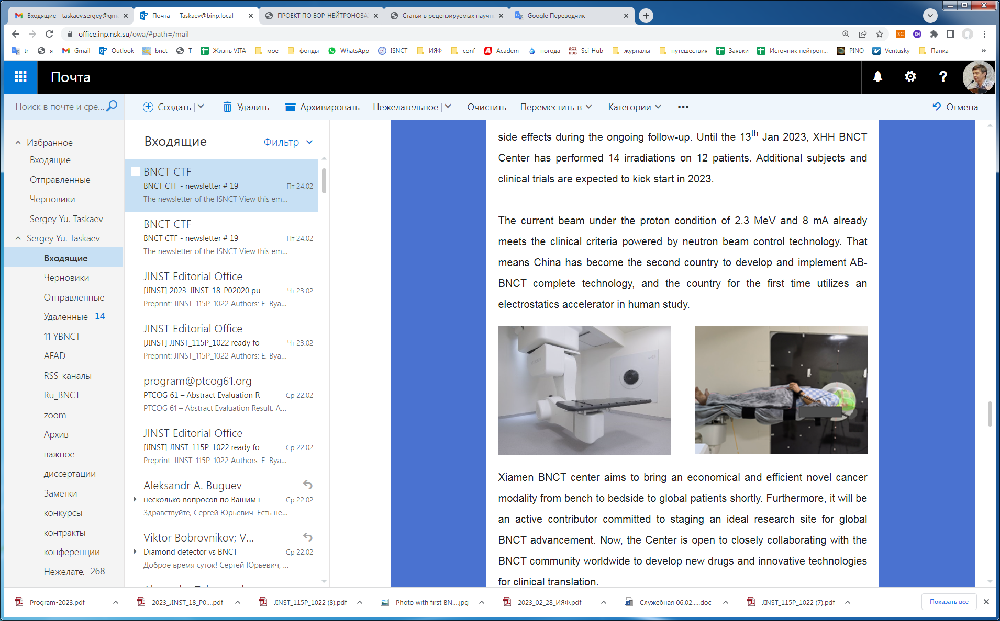 Входящие - taskaev.sergey@gm
Почта — Taskaev@binp.local
ПРОЕКТ ПО БОР-НЕЙТРОНОЗА
Статьи в рецензируемых научн
Google Переводчик
office.inp.nsk.su/owa/#path=/mail
SC
EN
tr
я
Gmail
Outlook
bnct
T
Жизнь VITA
мое
фонды
WhatsApp
ISNCT
ИЯФ
conf
Academ
погода
SCI HUB
Sci-Hub
журналы
путешествия
Заявки
Источник нейтрон...
PINO
Ventusky
Папка
»
Почта
Поиск в почте и сре...
Создать
Удалить
Архивировать
Нежелательное
Очистить
Переместить в
Категории
•••
Отмена
Избранное
Входящие
Отправленные
Черновики
Sergey Yu. Taskaev
Sergey Yu. Taskaev
Входящие
Черновики
Отправленные
Удаленные 14
11 YBNCT
AFAD
RSS-каналы
Ru_BNCT
zoom
Архив
важное
диссертации
Заметки
конкурсы
контракты
конференции
Нежелате. 268
Входящие
Фильтр
BNCT CTF
BNCT CTF - newsletter # 19 Пт 24.02
The newsletter of the ISNCT View this em...
BNCT CTF
BNCT CTF - newsletter # 19 Пт 24.02
The newsletter of the ISNCT View this em...
JINST Editorial Office
[JINST] 2023_JINST_18_P02020 pu Чт 23.02
Preprint: JINST_115P_1022 Authors: E. Bya...
JINST Editorial Office
[JINST] JINST_115P_1022 ready fo Чт 23.02
Preprint: JINST_115P_1022 Authors: E. Bya...
program@ptcog61.org
PTCOG 61 – Abstract Evaluation R Ср 22.02
PTCOG 61 – Abstract Evaluation Result: A...
JINST Editorial Office
[JINST] JINST_115P_1022 ready fo Ср 22.02
Preprint: JINST_115P_1022 Authors: E. Bya...
Aleksandr A. Buguev
несколько вопросов по Вашим Ср 22.02
Здравствуйте, Сергей Юрьевич. Есть не...
Viktor Bobrovnikov; V...
Diamond detector vs BNCT Ср 22.02
Доброе время суток! Сергей Юрьевич, ...
side effects during the ongoing follow-up. Until the 13th Jan 2023, XHH BNCT
Center has performed 14 irradiations on 12 patients. Additional subjects and
clinical trials are expected to kick start in 2023.
The current beam under the proton condition of 2.3 MeV and 8 mA already
meets the clinical criteria powered by neutron beam control technology. That
means China has become the second country to develop and implement AB-
BNCT complete technology, and the country for the first time utilizes an
electrostatics accelerator in human study.
Xiamen BNCT center aims to bring an economical and efficient novel cancer
modality from bench to bedside to global patients shortly. Furthermore, it will be
an active contributor committed to staging an ideal research site for global
BNCT advancement. Now, the Center is open to closely collaborating with the
BNCT community worldwide to develop new drugs and innovative technologies
for clinical translation.
Program-2023.pdf
2023_JINST_18_P0....pdf
JINST_115P_1022 (8).pdf
Photo with first BN....jpg
2023_02_28_ИЯФ.pdf
Служебная 06.02.....doc
JINST_115P_1022 (7).pdf
Показать все